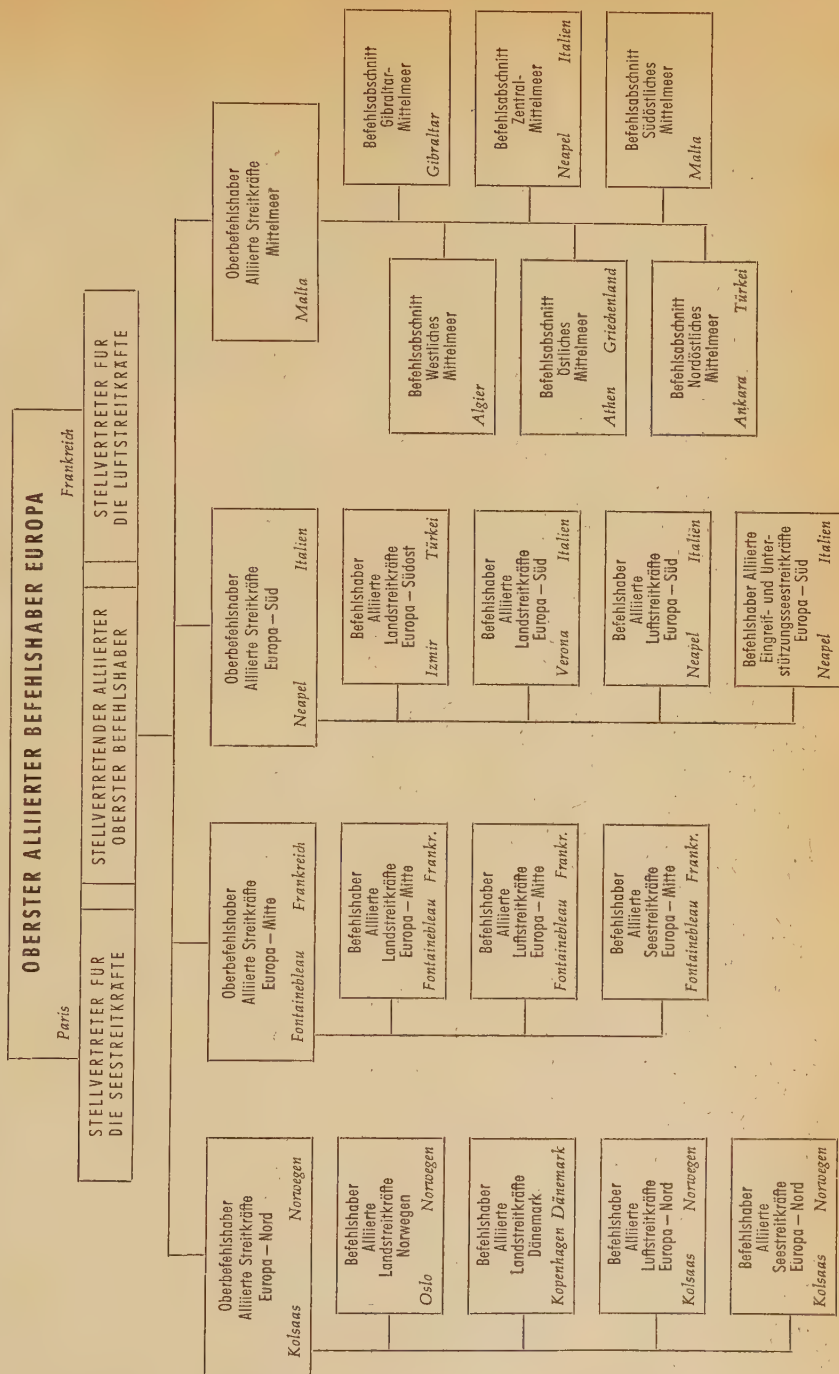 OBERSTER ALLIIERTER BEFEHLSHABER EUROPA
Paris Frankreich
STELLVERTRETER FÜR
DIE SEESTREITKRÄFTE
STELLVERTRETENDER ALLIIERTER
OBERSTER BEFEHLSHABER
STELLVERTRETER FÜR
DIE LUFTSTREITKRÄFTE
Oberbefehlshaber
Alliierte Streitkräfte
Europa — Nord
Kolsaas Norwegen
Befehlshaber
Alliierte
Landstreitkräfte
Norwegen
Oslo Norwegen
Befehlshaber
Alliierte
Landstreitkräfte
Dänemark
Kopenhagen Dänemark
Befehlshaber
Alliierte
Luftstreitkräfte
Europa — Nord
Kolsaas Norwegen
Befehlshaber
Alliierte
Seestreitkräfte
Europa — Nord
Kolsaas Norwegen
Oberbefehlshaber
Alliierte Streitkräfte
Europa — Mitte
Fontainebleau Frankreich
Befehlshaber
Alliierte
Landstreitkräfte
Europa — Mitte
Fontainebleau Frankr.
Befehlshaber
Alliierte
Luftstreitkräfte
Europa — Mitte
Fontainebleau Frankr.
Befehlshaber
Alliierte
Seestreitkräfte
Europa — Mitte
Fontainebleau Frankr.
Oberbefehlshaber
Alliierte Streitkräfte
Europa — Süd
Neapel Italien
Befehlshaber
Alliierte
Landstreitkräfte
Europa — Südost
Izmir Türkei
Befehlshaber
Alliierte
Landstreitkräfte
Europa — Süd
Verona Italien
Befehlshaber
Alliierte
Luftstreitkräfte
Europa — Süd
Neapel Italien
Befehlshaber Alliierte
Eingreif- und Unter-
stützungsseestreitkräfte
Europa — Süd
Neapel Italien
Oberbefehlshaber
Alliierte Streitkräfte
Mittelmeer
Malta
Befehlsabschnitt
Westliches
Mittelmeer
Algier
Befehlsabschnitt
Östliches
Mittelmeer
Athen Griechenland
Befehlsabschnitt
Nordöstliches
Mittelmeer
Ankara Türkei
Befehlsabschnitt
Gibraltar-
Mittelmeer
Gibraltar
Befehlsabschnitt
Zentral-
Mittelmeer
Neapel Italien
Befehlsabschnitt
Südöstliches
Mittelmeer
Malta